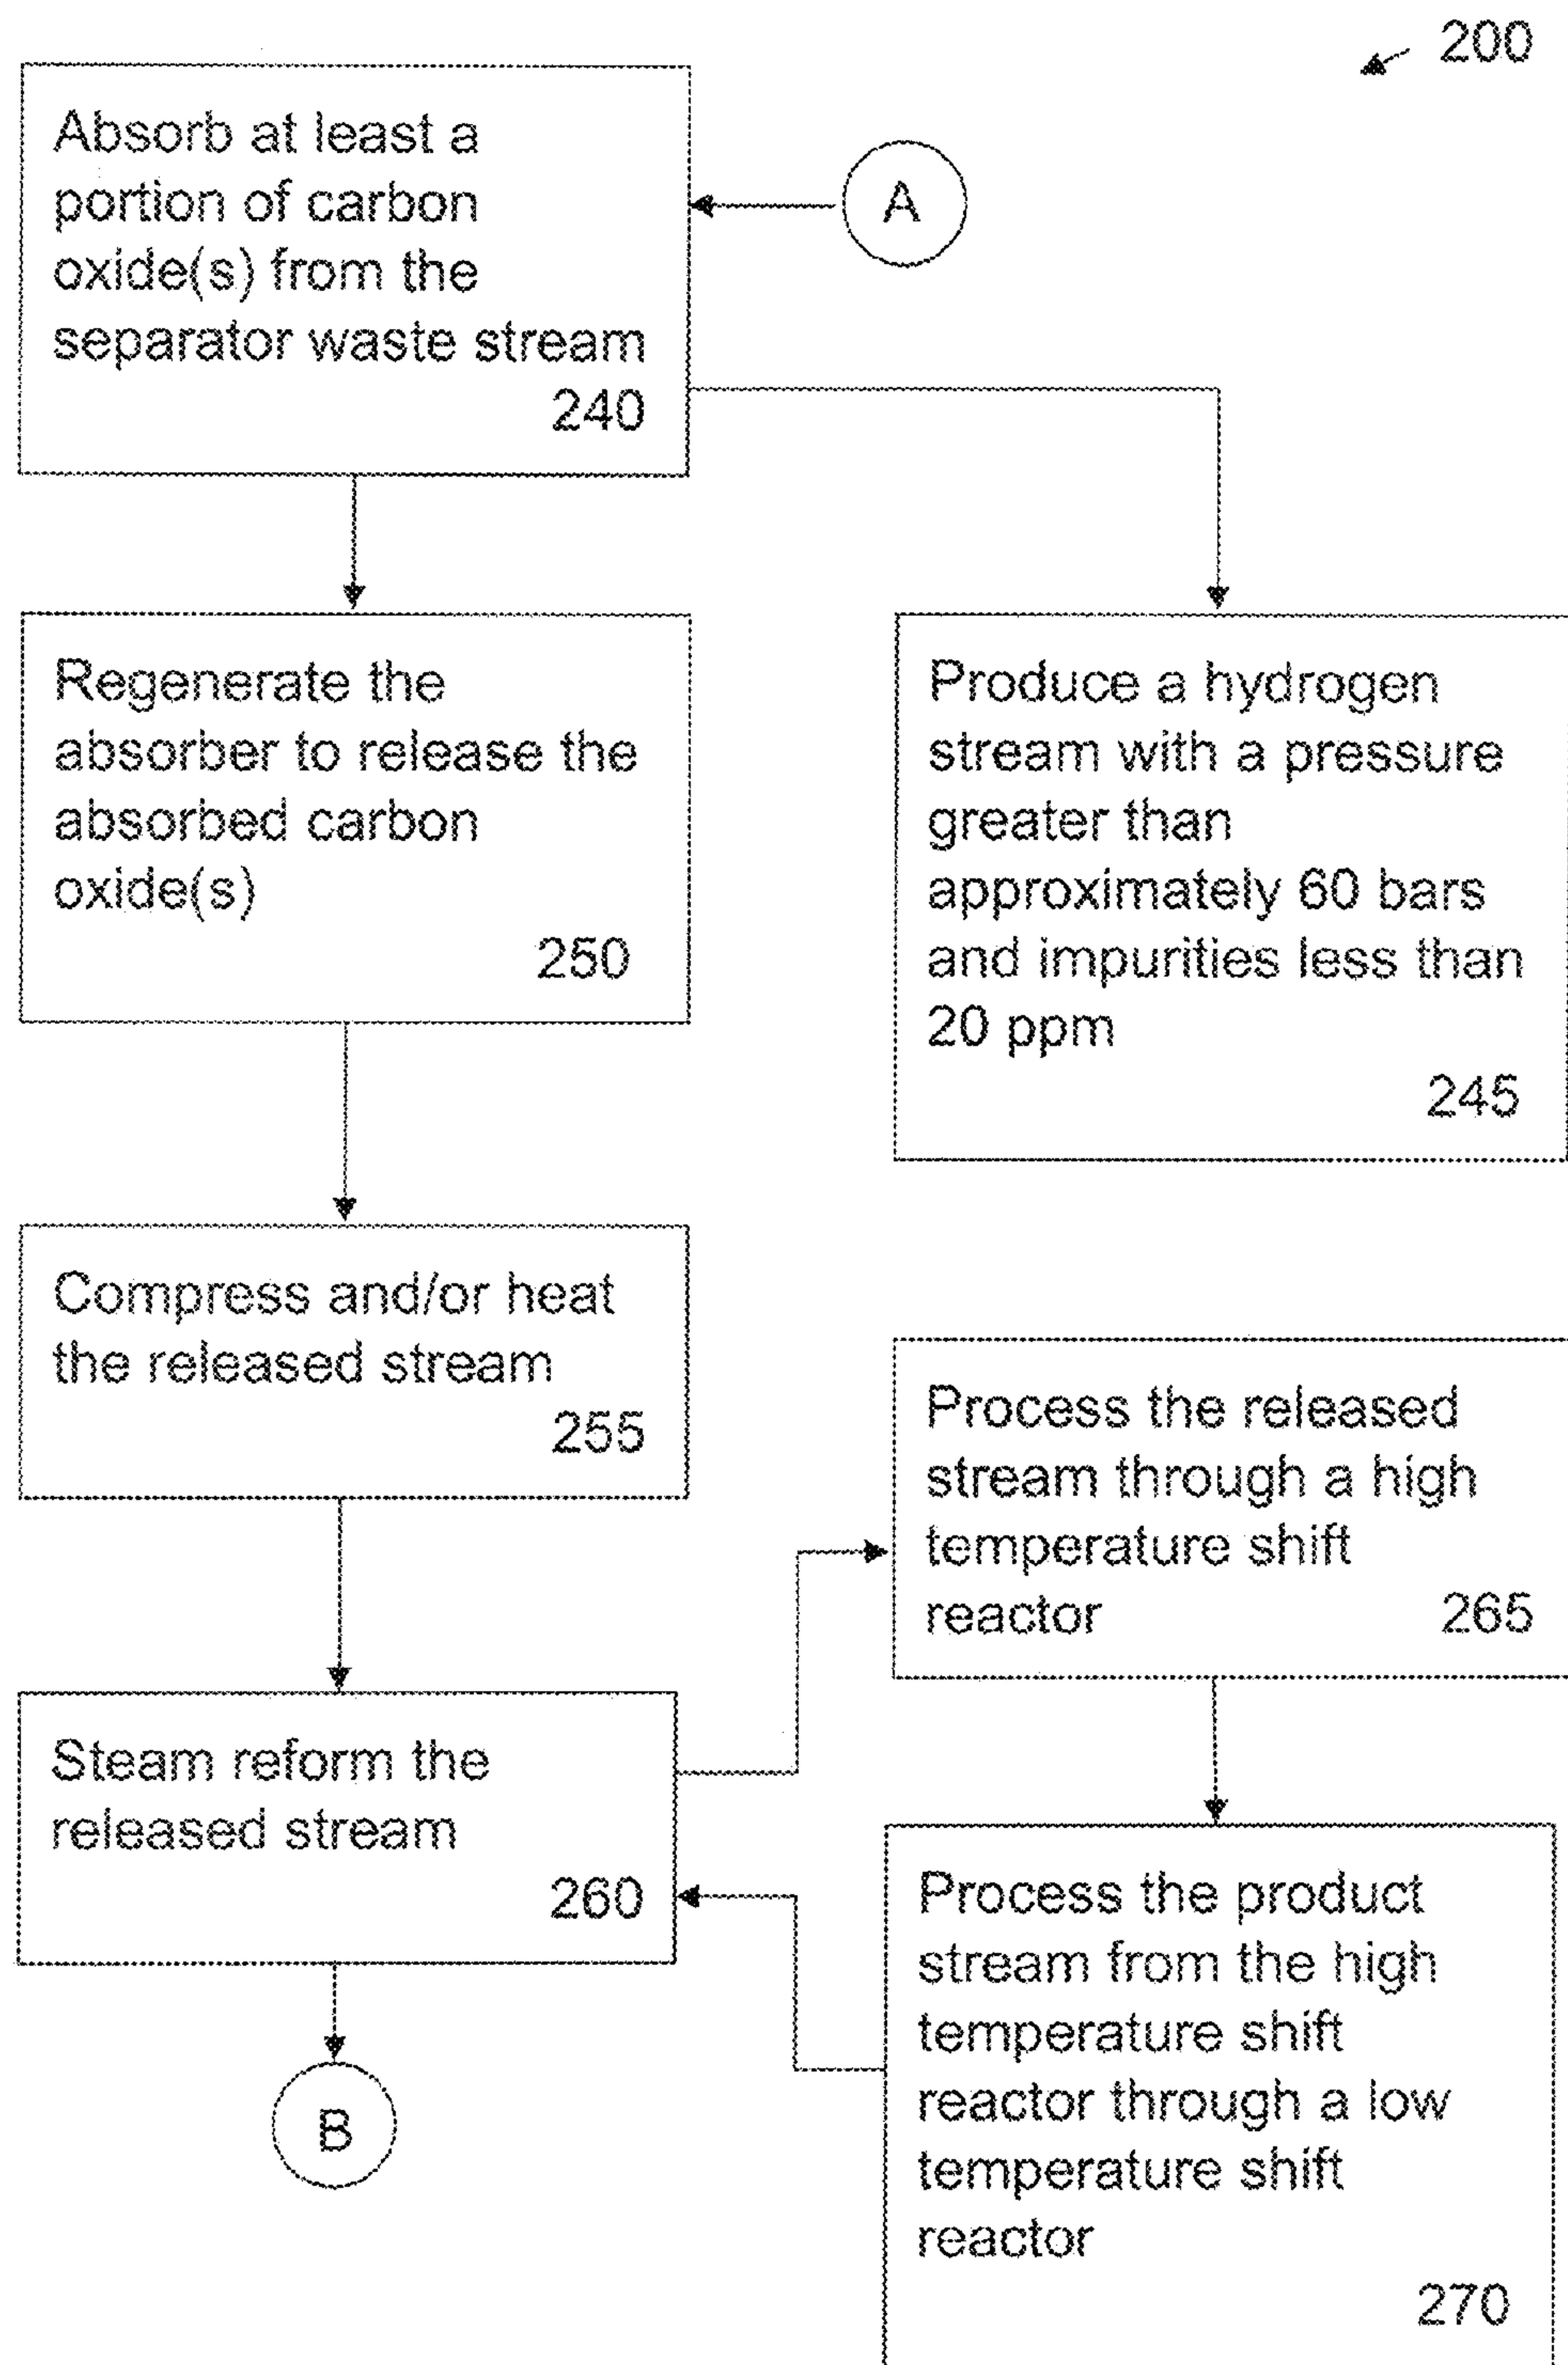 200
Absorb at least a
portion of carbon
oxide(s) from the
separator waste stream
240
A
Regenerate the
absorber to release the
absorbed carbon
oxide(s)
250
Produce a hydrogen
stream with a pressure
greater than
approximately 60 bars
and impurities less than
20 ppm
245
Compress and/or heat
the released stream
255
Process the released
stream through a high
temperature shift
reactor 265
Steam reform the
released stream
260
Process the product
stream from the high
temperature shift
reactor through a low
temperature shift
reactor
270
B